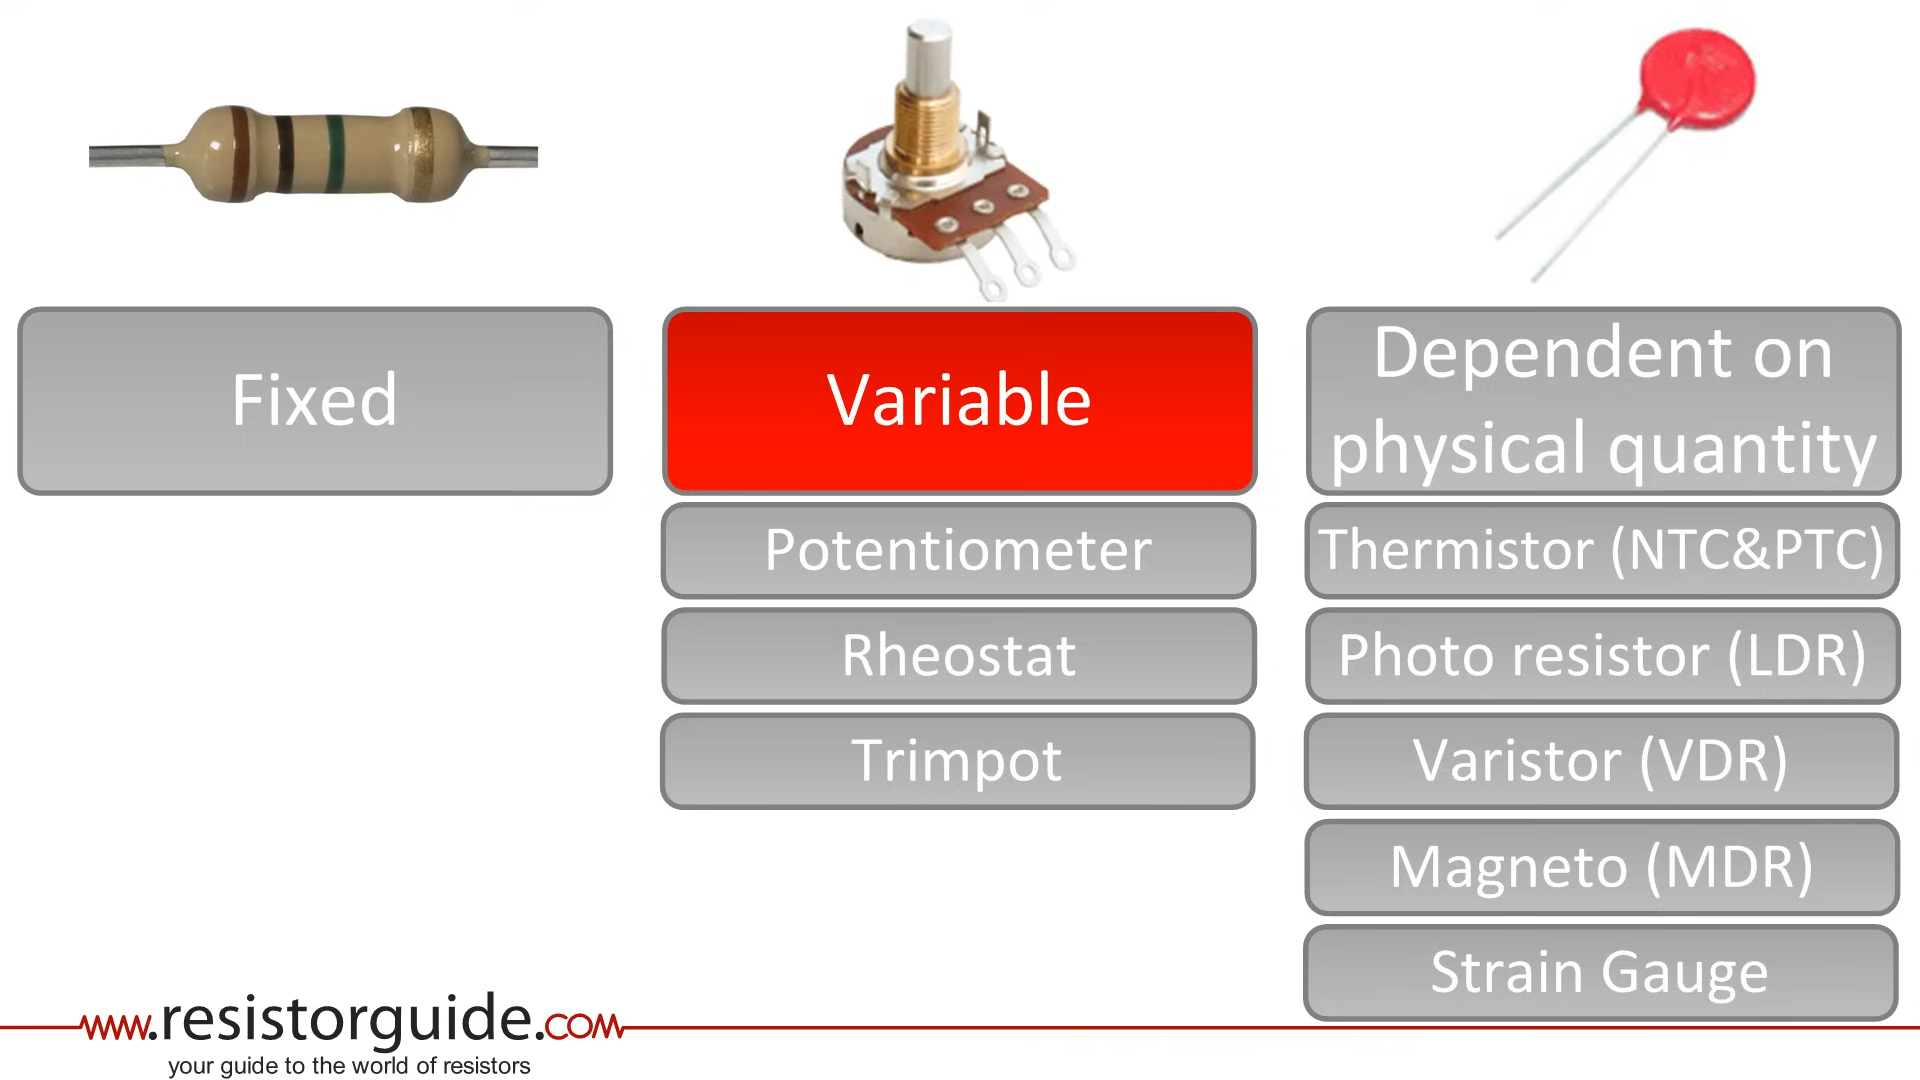 Fixed
Variable
Dependent on
physical quantity
Potentiometer
Rheostat
Trimpot
Thermistor (NTC&PTC)
Photo resistor (LDR)
Varistor (VDR)
Magneto (MDR)
Strain Gauge
www.resistorguide.com
your guide to the world of resistors